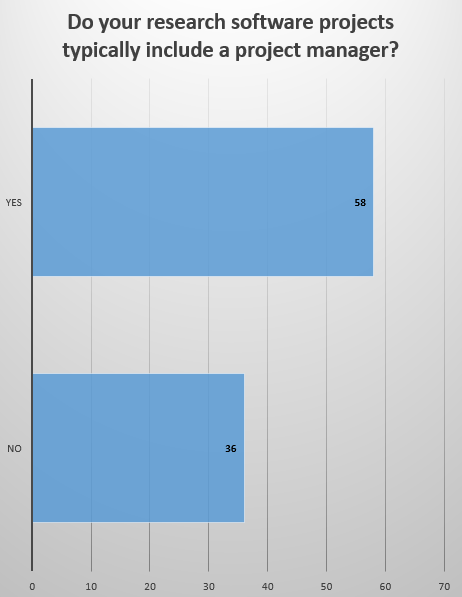 Do your research software projects
typically include a project manager?
YES
58
NO
36
0 10 20 30 40 50 60 70